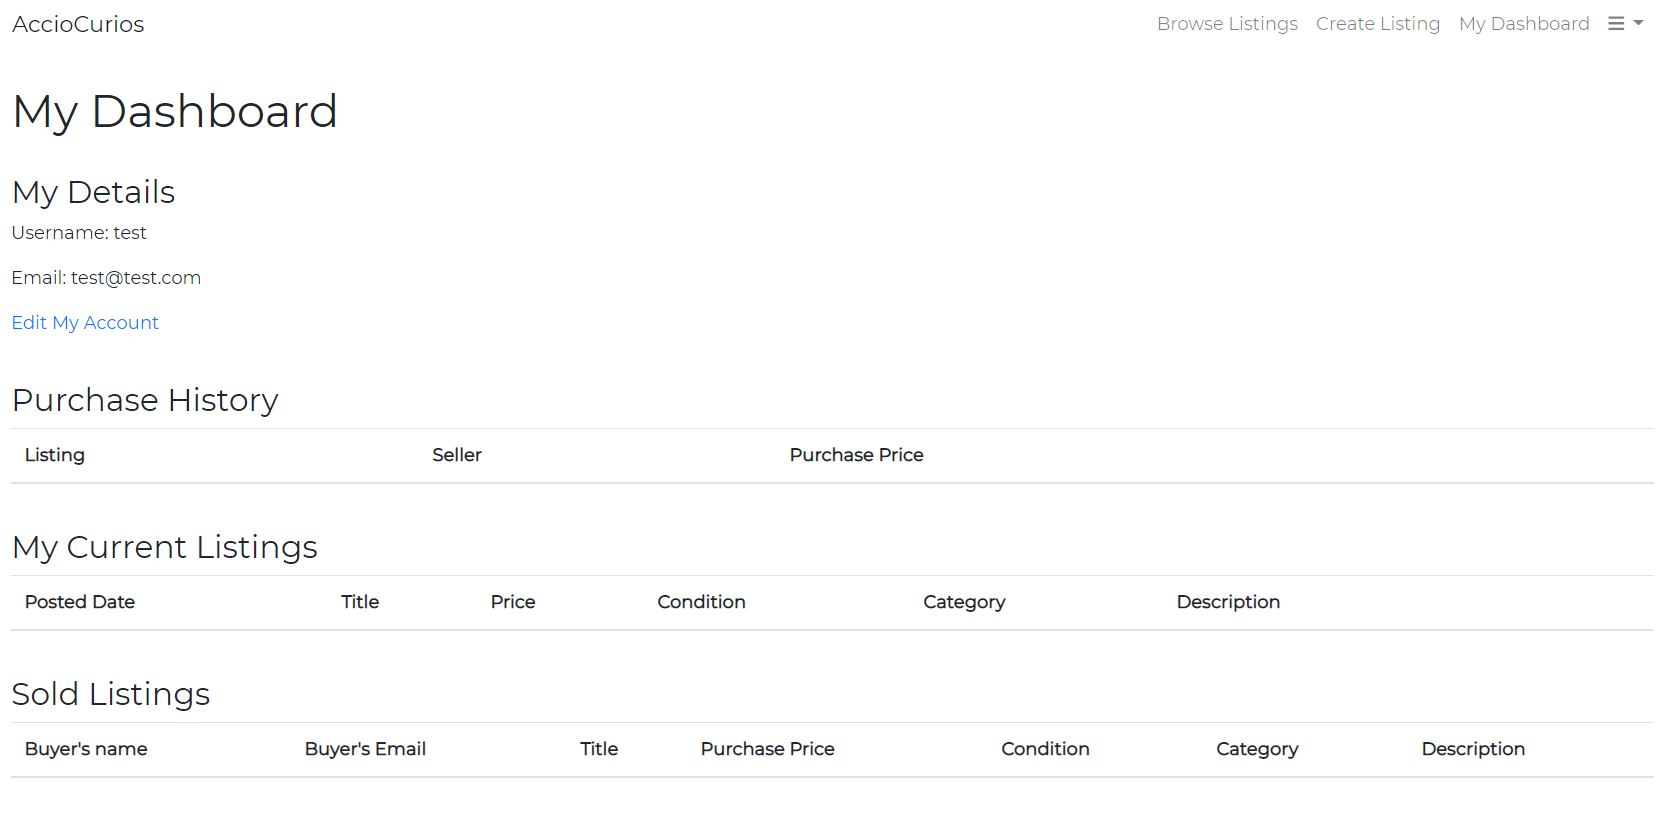 AccioCurios Browse Listings Create Listing My Dashboard
My Dashboard
My Details
Username: test
Email: test@test.com
Edit My Account
Purchase History
Listing Seller Purchase Price
My Current Listings
Posted Date Title Price Condition Category Description
Sold Listings
Buyer's name Buyer's Email Title Purchase Price Condition Category Description